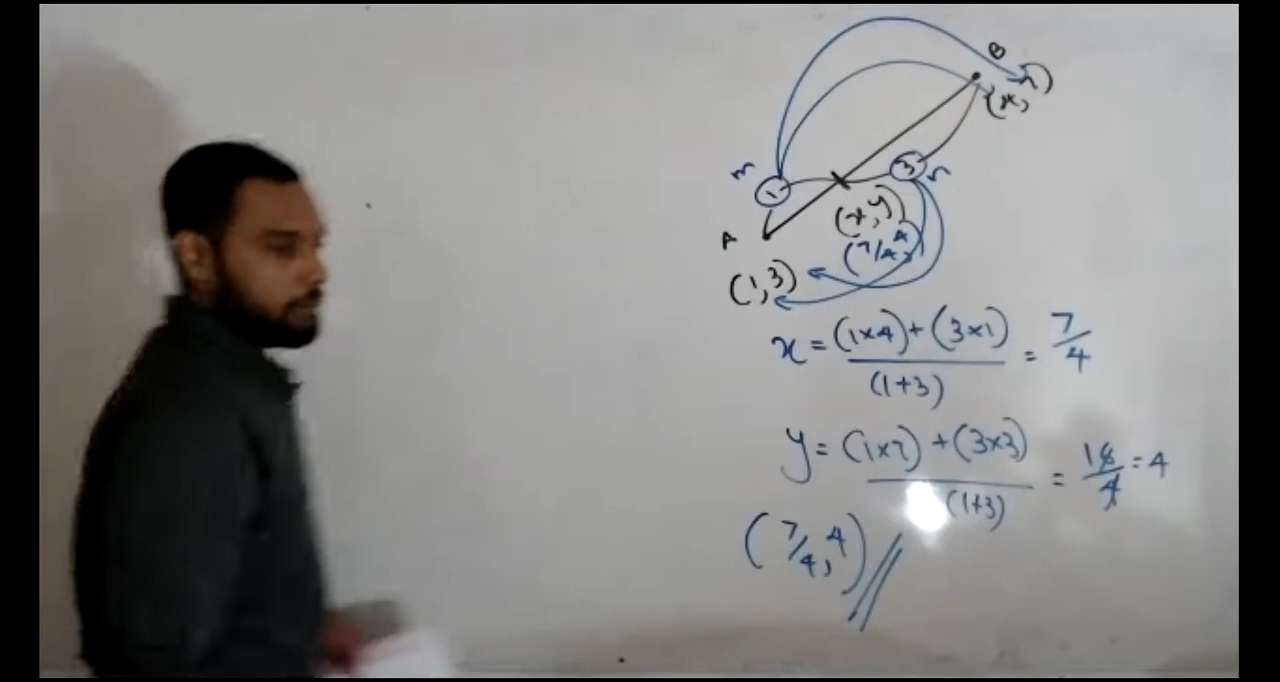 B
(x, 7)
m
1
3
n
(x, y)
A
(7/4, 4)
(1, 3)
x = (1×4) + (3×1) / (1+3) = 7/4
y = (1×7) + (3×3) / (1+3) = 16/4 = 4
(7/4, 4)